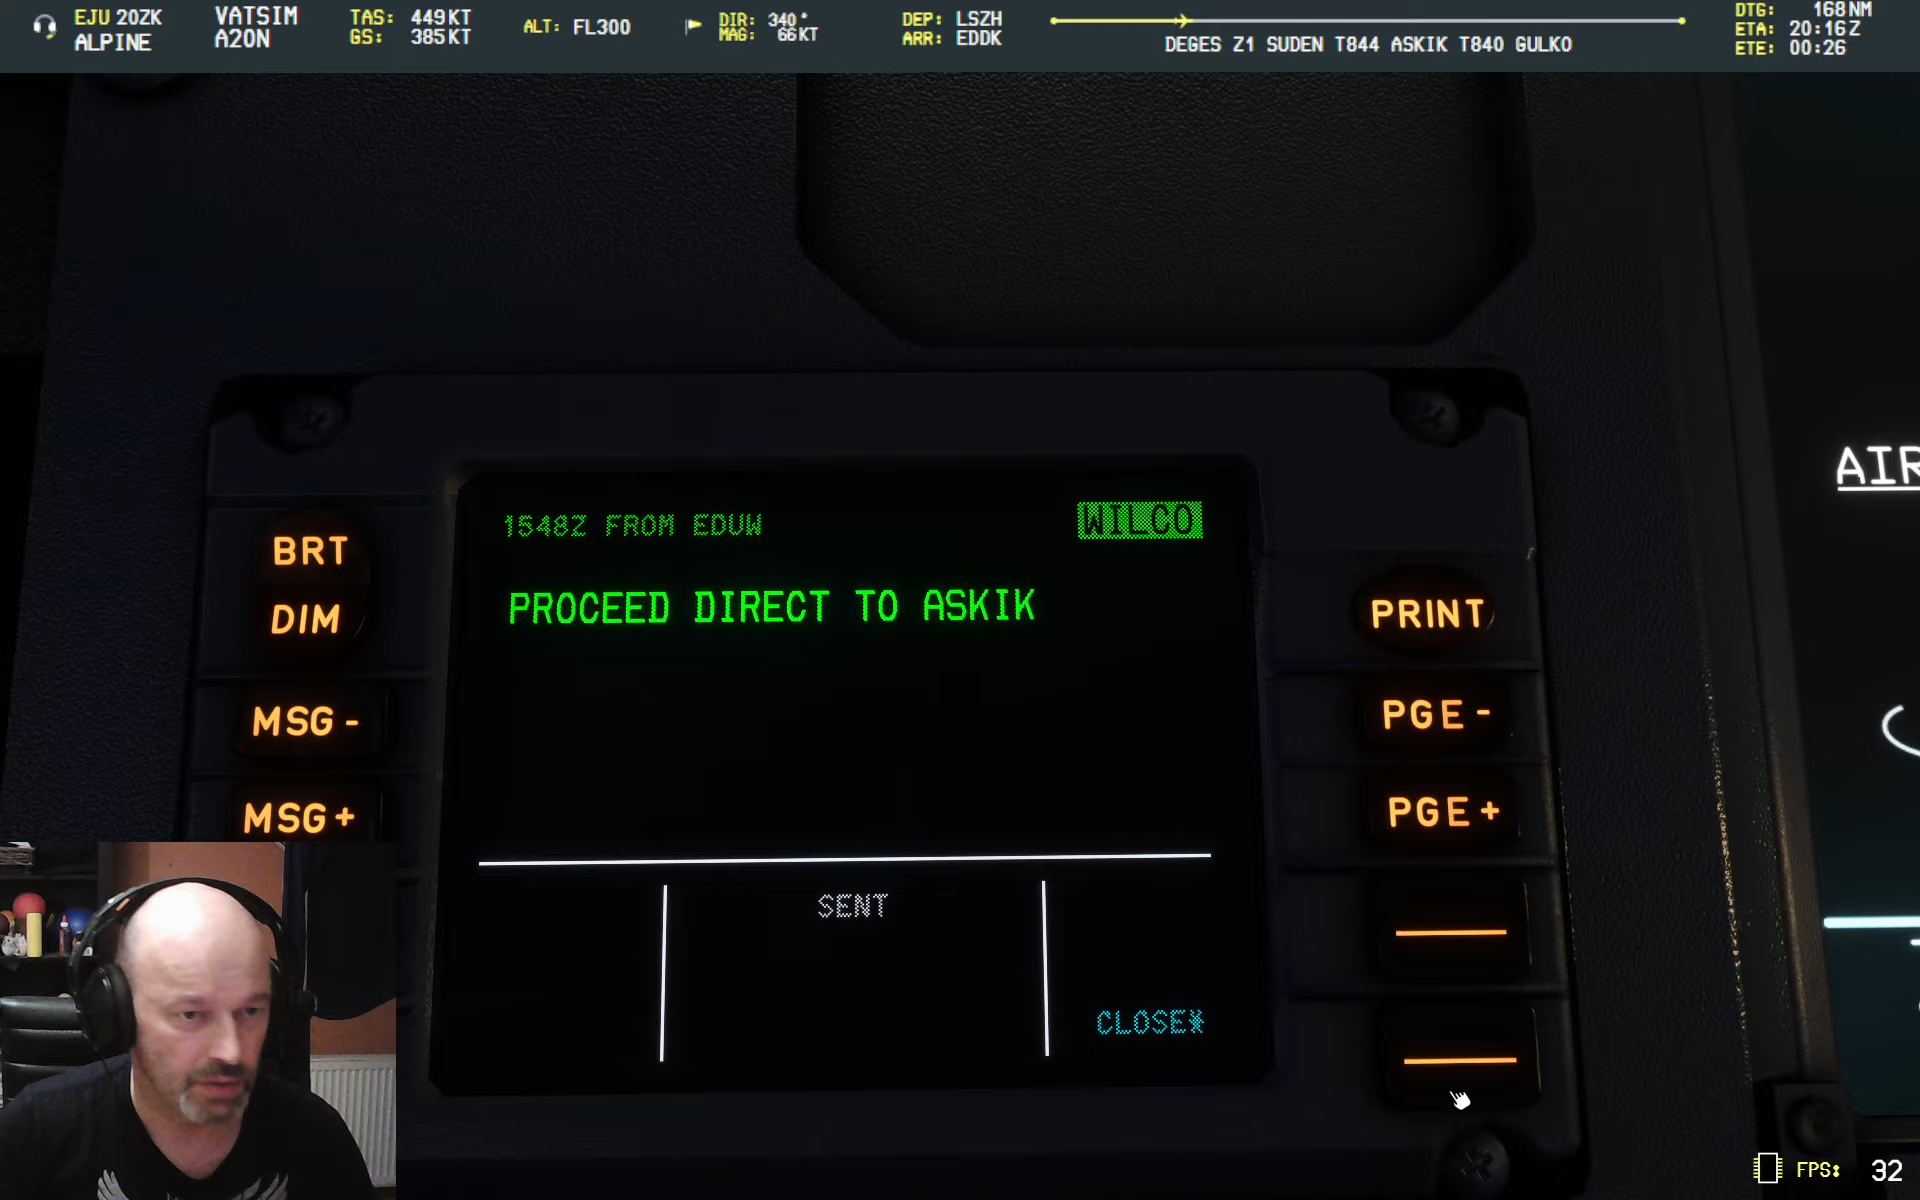 EJU 20ZK
ALPINE
VATSIM
A20N
TAS: 449KT
GS: 385KT
ALT: FL300
DIR: 340°
MAG: 66KT
DEP: LSZH
ARR: EDDK
DEGES Z1 SUDEN T844 ASKIK T840 GULKO
DTG: 168NM
ETA: 20:16Z
ETE: 00:26
AIR
BRT
DIM
MSG -
MSG +
1548Z FROM EDUW
WILCO
PROCEED DIRECT TO ASKIK
SENT
CLOSE*
PRINT
PGE -
PGE +
FPS: 32